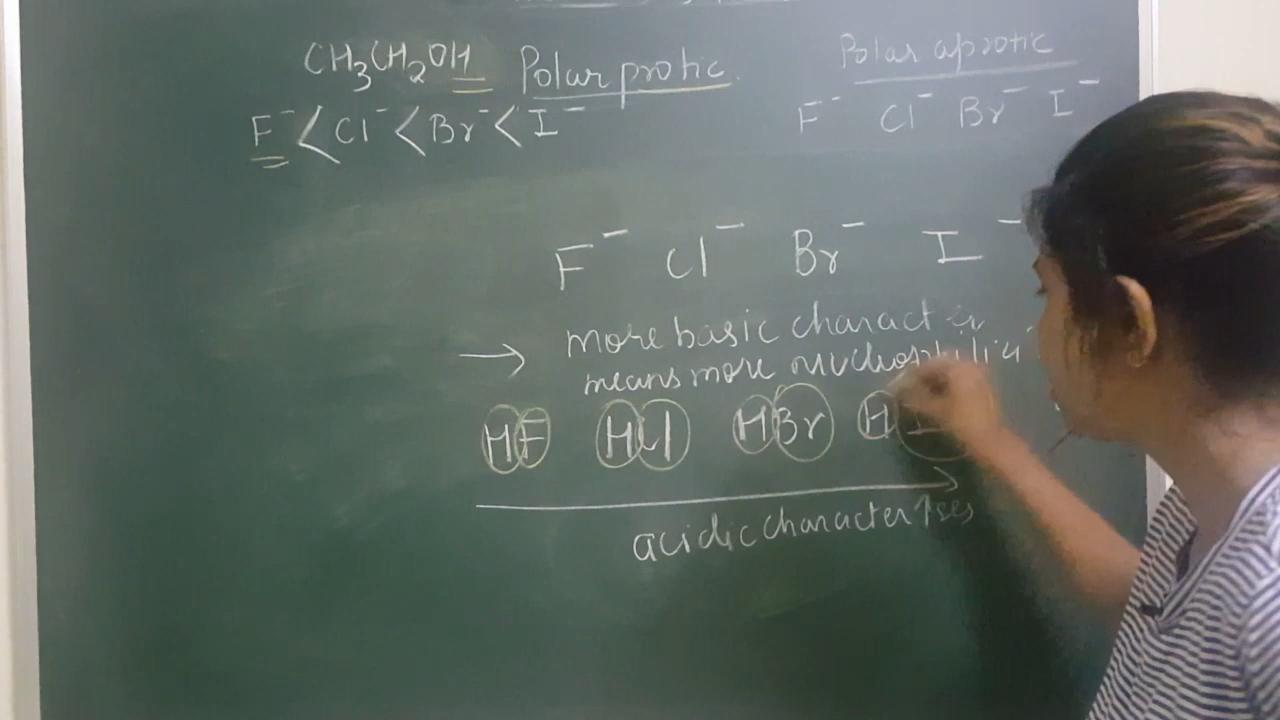 CH₃CH₂OH Polar protic.
F⁻ < Cl⁻ < Br⁻ < I⁻
Polar aprotic
F⁻ Cl⁻ Br⁻ I⁻
F⁻ Cl⁻ Br⁻ I⁻
→ more basic character
means more
HF HCl HBr HI
acidic character ↑ses